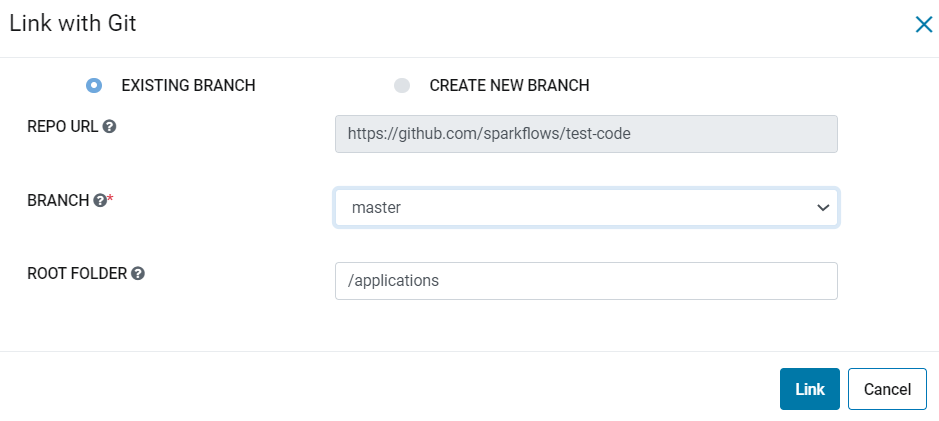 Link with Git
EXISTING BRANCH
CREATE NEW BRANCH
REPO URL
https://github.com/sparkflows/test-code
BRANCH *
master
ROOT FOLDER
/applications
Link
Cancel